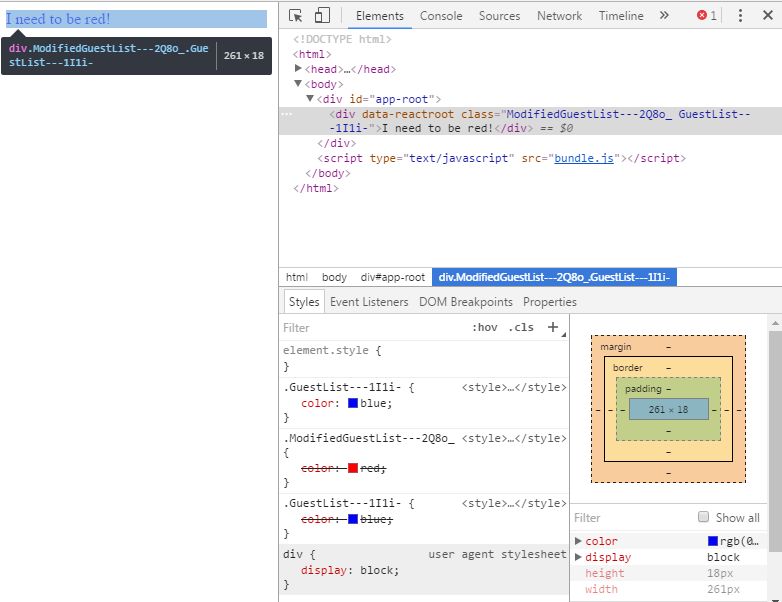 I need to be red!
div.ModifiedGuestList---2Q8o_.Gue
stList---1I1i-
261 × 18
Elements Console Sources Network Timeline » 1
<!DOCTYPE html>
<html>
<head>…</head>
<body>
<div id="app-root">
… <div data-reactroot class="ModifiedGuestList---2Q8o_ GuestList--
-1I1i-">I need to be red!</div> == $0
</div>
<script type="text/javascript" src="bundle.js"></script>
</body>
</html>
html body div#app-root div.ModifiedGuestList---2Q8o_.GuestList---1I1i-
Styles Event Listeners DOM Breakpoints Properties
Filter :hov .cls +
element.style {
}
.GuestList---1I1i- { <style>…</style>
color: blue;
}
.ModifiedGuestList---2Q8o_ <style>…</style>
{
color: red;
}
.GuestList---1I1i- { <style>…</style>
color: blue;
}
div { user agent stylesheet
display: block;
}
margin –
border –
padding –
– – – 261 × 18 – – –
–
–
–
Filter Show all
color rgb(0…
display block
height 18px
width 261px